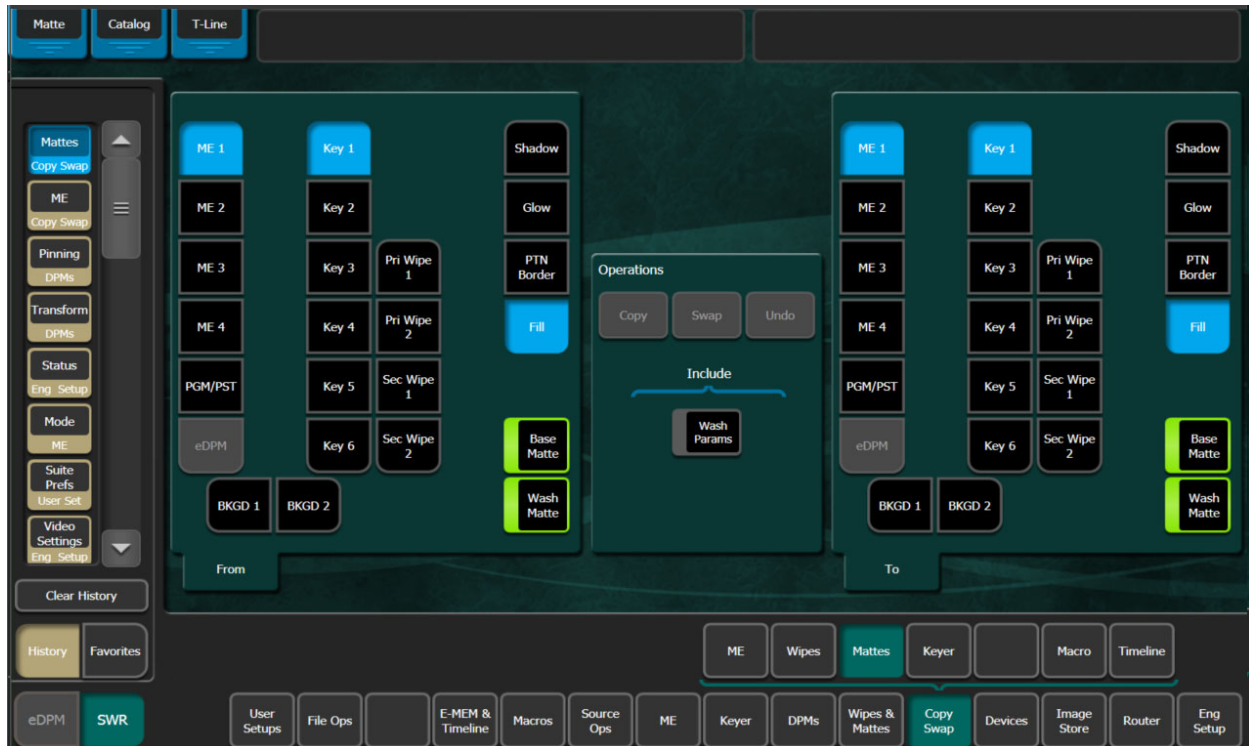 Matte
Catalog
T-Line
Mattes
Copy Swap
ME
Copy Swap
Pinning
DPMs
Transform
DPMs
Status
Eng Setup
Mode
ME
Suite
Prefs
User Set
Video
Settings
Eng Setup
Clear History
History
Favorites
eDPM
SWR
ME 1
ME 2
ME 3
ME 4
PGM/PST
eDPM
BKGD 1
BKGD 2
Key 1
Key 2
Key 3
Key 4
Key 5
Key 6
Pri Wipe
1
Pri Wipe
2
Sec Wipe
1
Sec Wipe
2
Shadow
Glow
PTN
Border
Fill
Base
Matte
Wash
Matte
From
Operations
Copy
Swap
Undo
Include
Wash
Params
ME 1
ME 2
ME 3
ME 4
PGM/PST
eDPM
BKGD 1
BKGD 2
Key 1
Key 2
Key 3
Key 4
Key 5
Key 6
Pri Wipe
1
Pri Wipe
2
Sec Wipe
1
Sec Wipe
2
Shadow
Glow
PTN
Border
Fill
Base
Matte
Wash
Matte
To
ME
Wipes
Mattes
Keyer
Macro
Timeline
User
Setups
File Ops
E-MEM &
Timeline
Macros
Source
Ops
ME
Keyer
DPMs
Wipes &
Mattes
Copy
Swap
Devices
Image
Store
Router
Eng
Setup